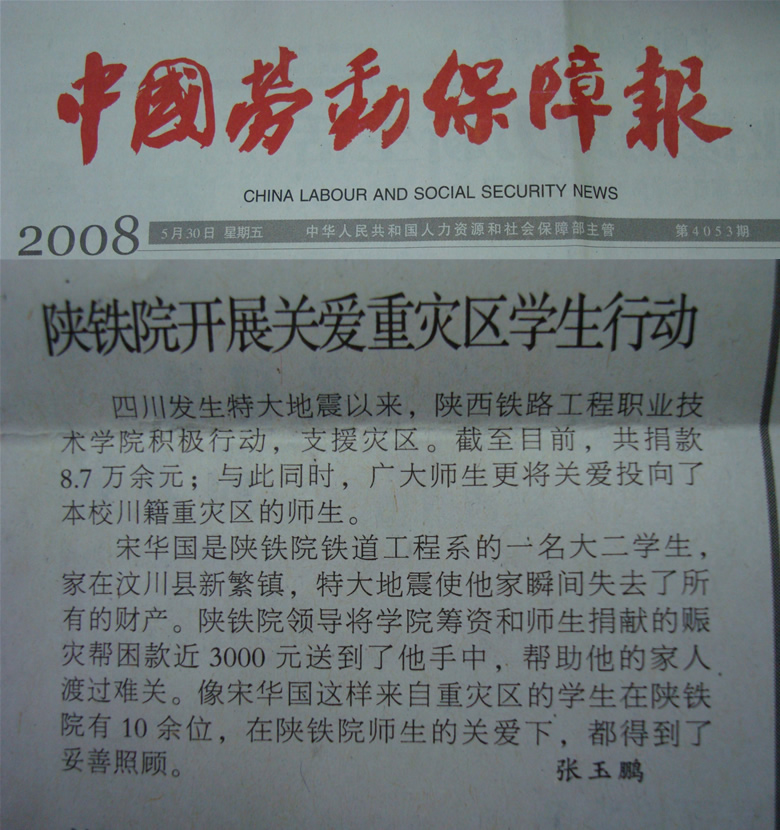 中國勞動保障報
CHINA LABOUR AND SOCIAL SECURITY NEWS
2008 5月30日 星期五 中华人民共和国人力资源和社会保障部主管 第4053期
陕铁院开展关爱重灾区学生行动
四川发生特大地震以来，陕西铁路工程职业技
术学院积极行动，支援灾区。截至目前，共捐款
8.7万余元；与此同时，广大师生更将关爱投向了
本校川籍重灾区的师生。
宋华国是陕铁院铁道工程系的一名大二学生，
家在汶川县新繁镇，特大地震使他家瞬间失去了所
有的财产。陕铁院领导将学院筹资和师生捐献的赈
灾帮困款近3000元送到了他手中，帮助他的家人
渡过难关。像宋华国这样来自重灾区的学生在陕铁
院有10余位，在陕铁院师生的关爱下，都得到了
妥善照顾。
张玉鹏